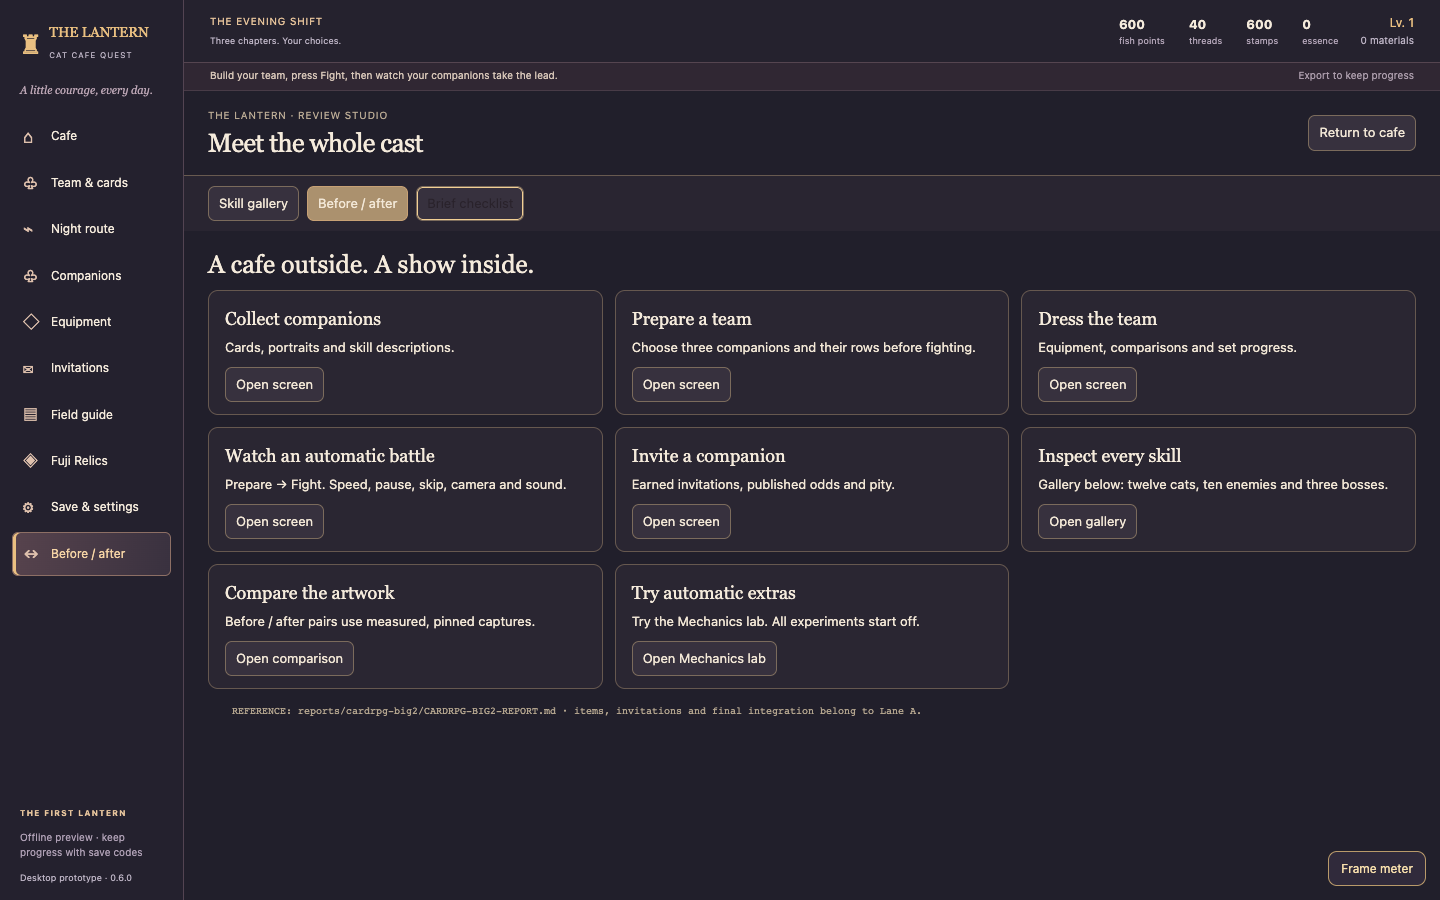 THE LANTERN
CAT CAFE QUEST
A little courage, every day.
Cafe
Team & cards
Night route
Companions
Equipment
Invitations
Field guide
Fuji Relics
Save & settings
Before / after
THE FIRST LANTERN
Offline preview · keep
progress with save codes
Desktop prototype · 0.6.0
THE EVENING SHIFT
Three chapters. Your choices.
600
fish points
40
threads
600
stamps
0
essence
Lv. 1
0 materials
Build your team, press Fight, then watch your companions take the lead.
Export to keep progress
THE LANTERN · REVIEW STUDIO
Meet the whole cast
Return to cafe
Skill gallery
Before / after
Brief checklist
A cafe outside. A show inside.
Collect companions
Cards, portraits and skill descriptions.
Open screen
Prepare a team
Choose three companions and their rows before fighting.
Open screen
Dress the team
Equipment, comparisons and set progress.
Open screen
Watch an automatic battle
Prepare → Fight. Speed, pause, skip, camera and sound.
Open screen
Invite a companion
Earned invitations, published odds and pity.
Open screen
Inspect every skill
Gallery below: twelve cats, ten enemies and three bosses.
Open gallery
Compare the artwork
Before / after pairs use measured, pinned captures.
Open comparison
Try automatic extras
Try the Mechanics lab. All experiments start off.
Open Mechanics lab
REFERENCE: reports/cardrpg-big2/CARDRPG-BIG2-REPORT.md · items, invitations and final integration belong to Lane A.
Frame meter